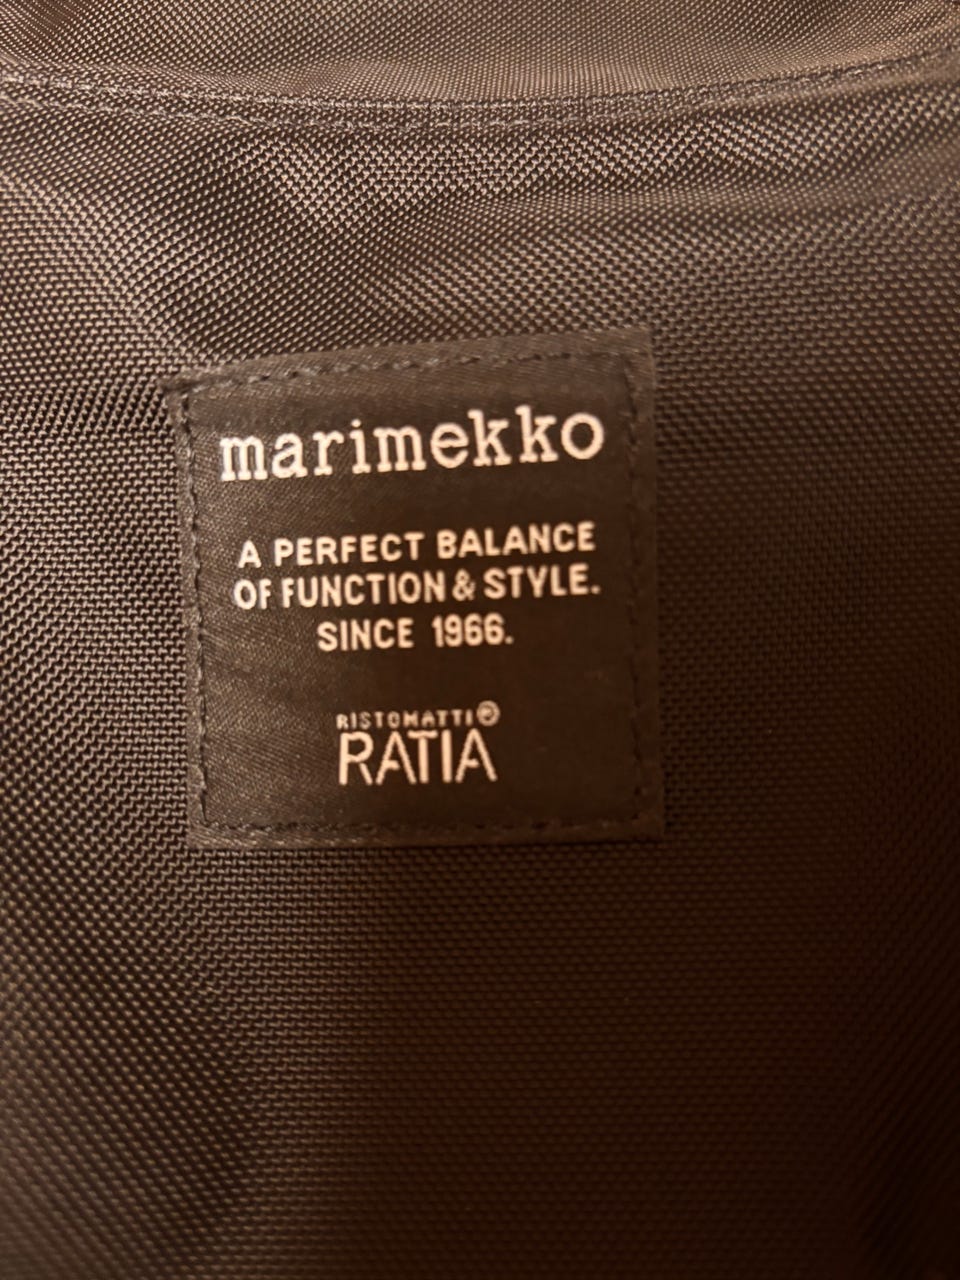 marimekko
A PERFECT BALANCE
OF FUNCTION & STYLE.
SINCE 1966.
RISTOMATTI®
RATIA